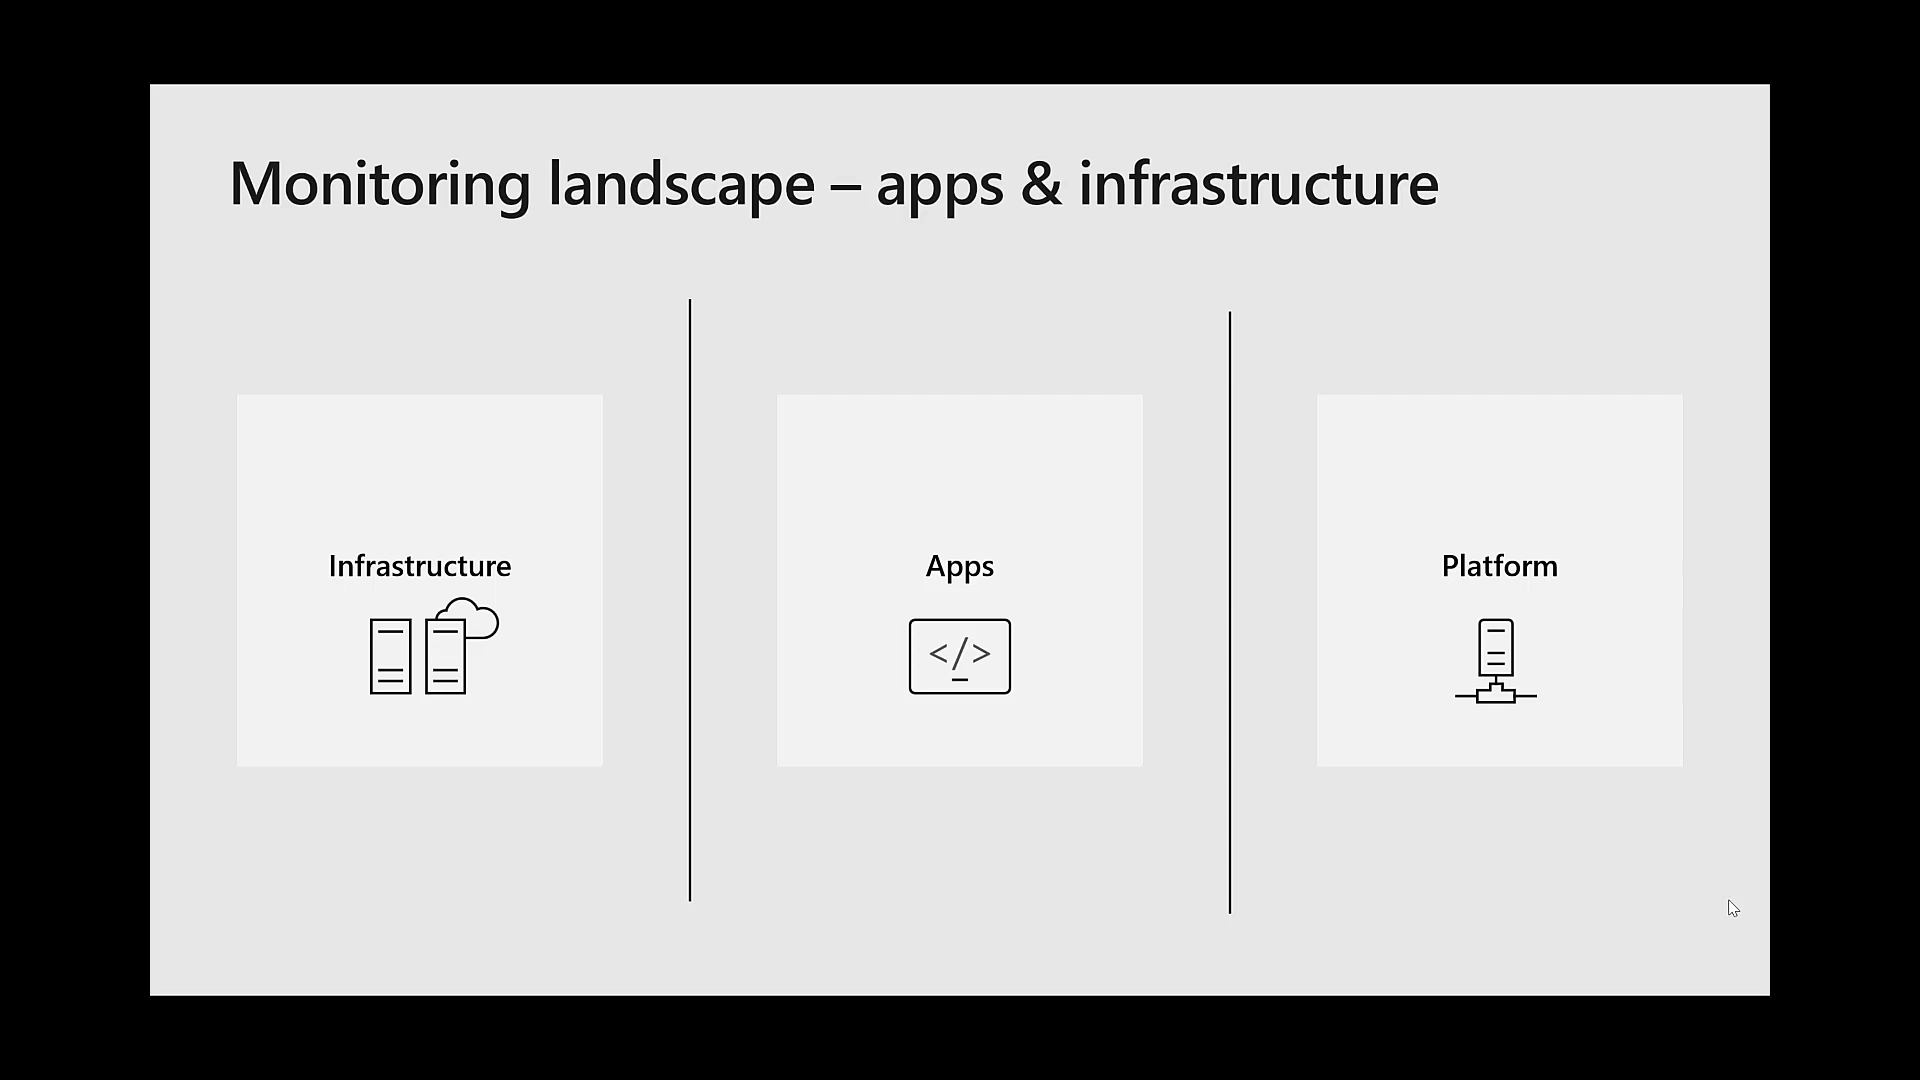 Monitoring landscape – apps & infrastructure
Infrastructure
Apps
</>
Platform